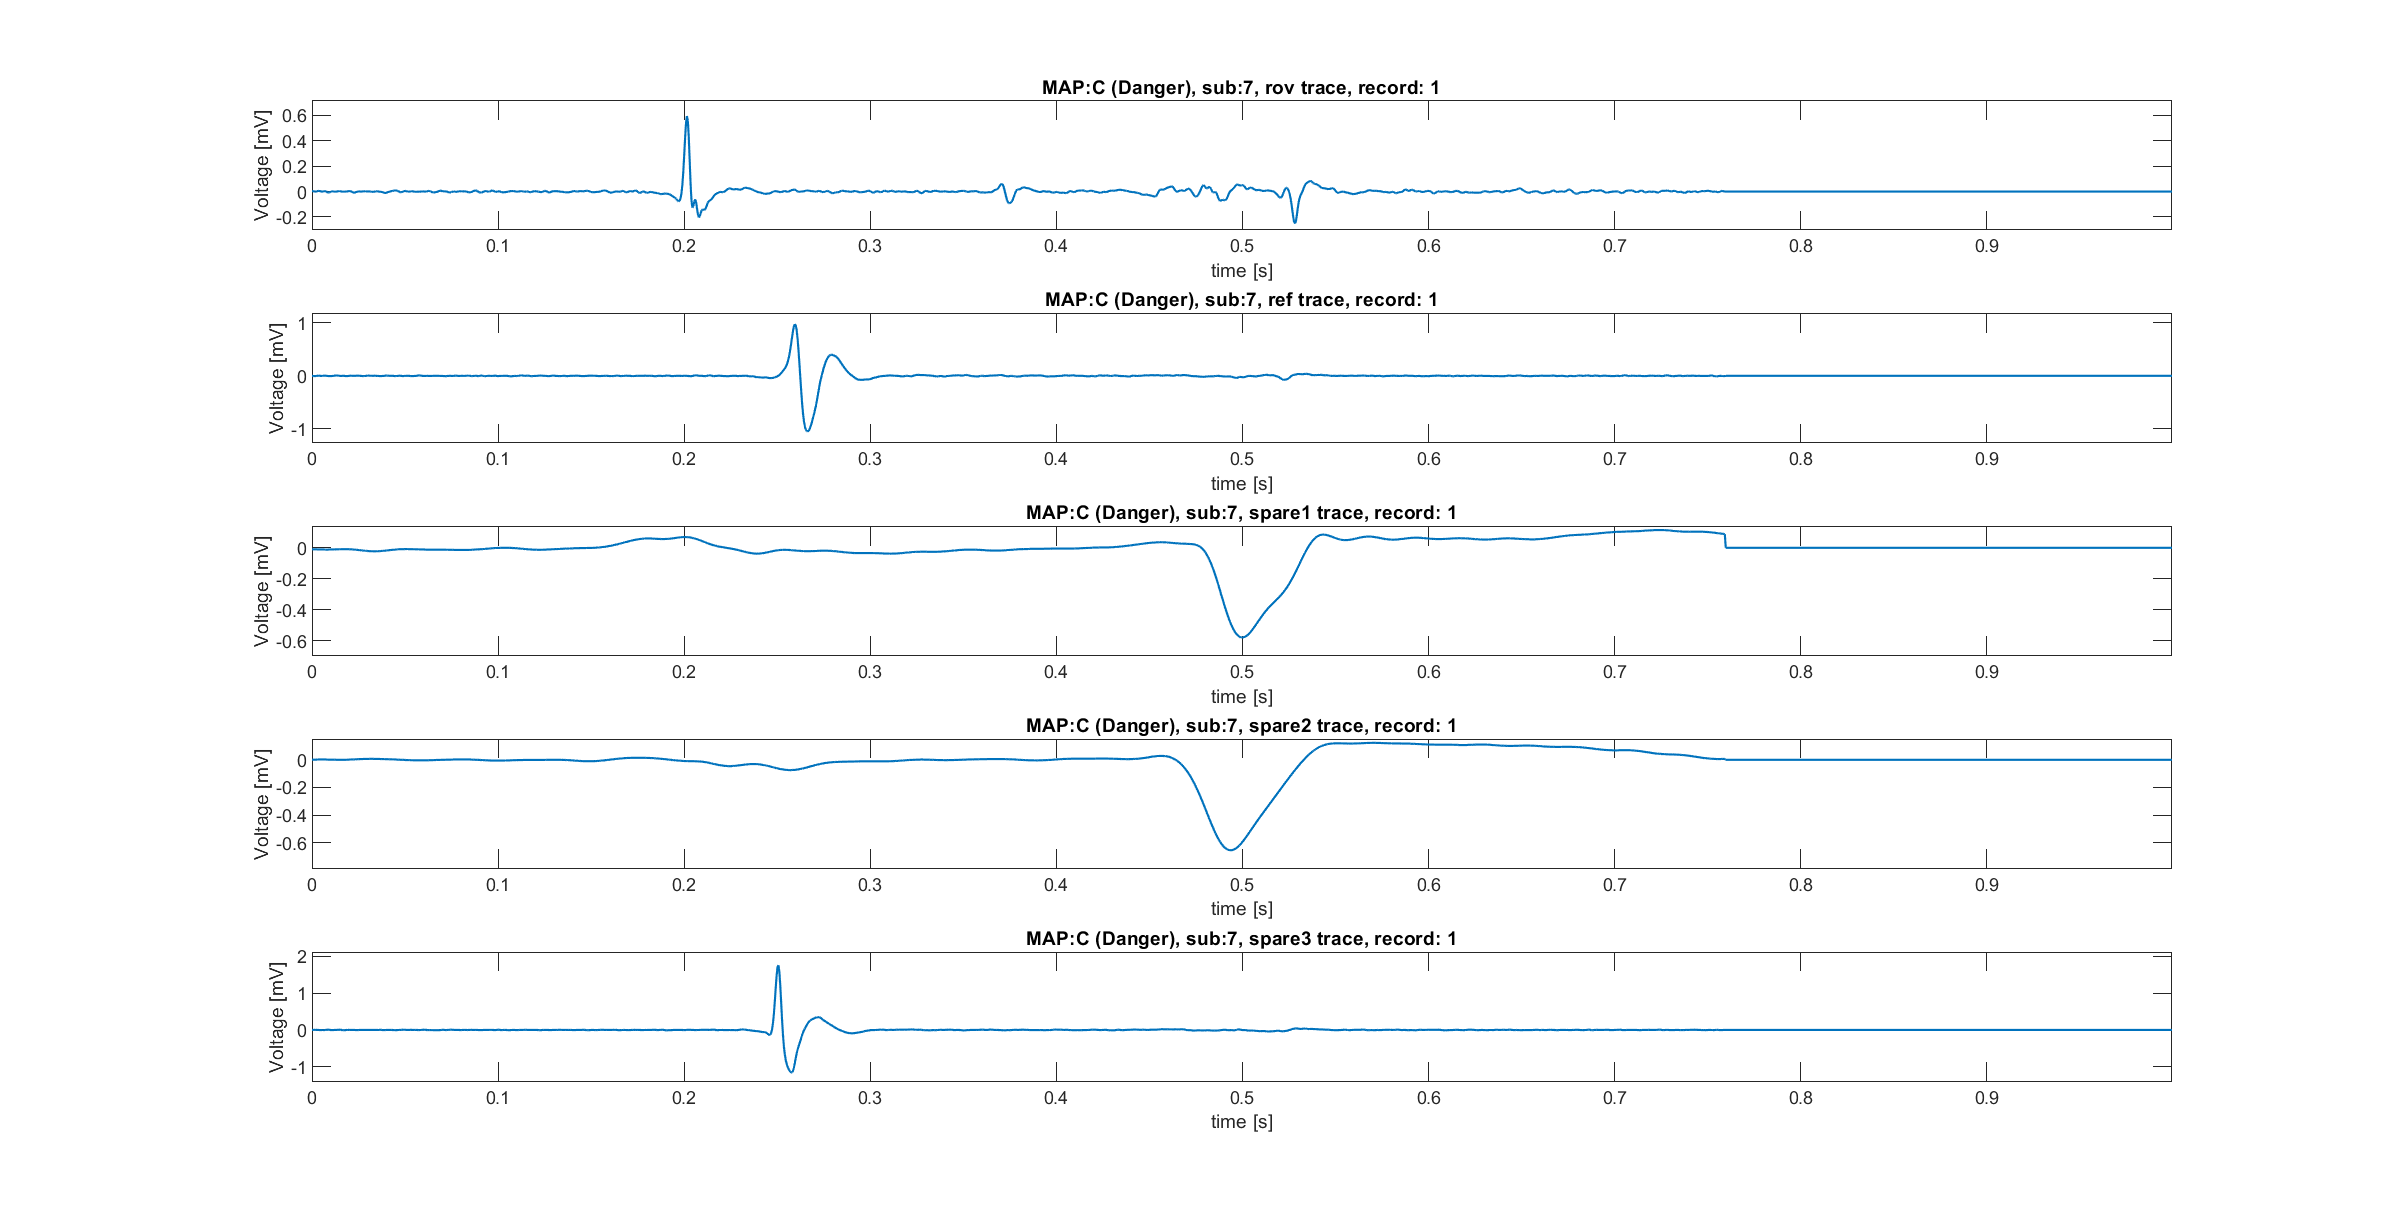 MAP:C (Danger), sub:7, rov trace, record: 1
Voltage [mV]
0.6
0.4
0.2
0
-0.2
0 0.1 0.2 0.3 0.4 0.5 0.6 0.7 0.8 0.9
time [s]
MAP:C (Danger), sub:7, ref trace, record: 1
Voltage [mV]
1
0
-1
0 0.1 0.2 0.3 0.4 0.5 0.6 0.7 0.8 0.9
time [s]
MAP:C (Danger), sub:7, spare1 trace, record: 1
Voltage [mV]
0
-0.2
-0.4
-0.6
0 0.1 0.2 0.3 0.4 0.5 0.6 0.7 0.8 0.9
time [s]
MAP:C (Danger), sub:7, spare2 trace, record: 1
Voltage [mV]
0
-0.2
-0.4
-0.6
0 0.1 0.2 0.3 0.4 0.5 0.6 0.7 0.8 0.9
time [s]
MAP:C (Danger), sub:7, spare3 trace, record: 1
Voltage [mV]
2
1
0
-1
0 0.1 0.2 0.3 0.4 0.5 0.6 0.7 0.8 0.9
time [s]